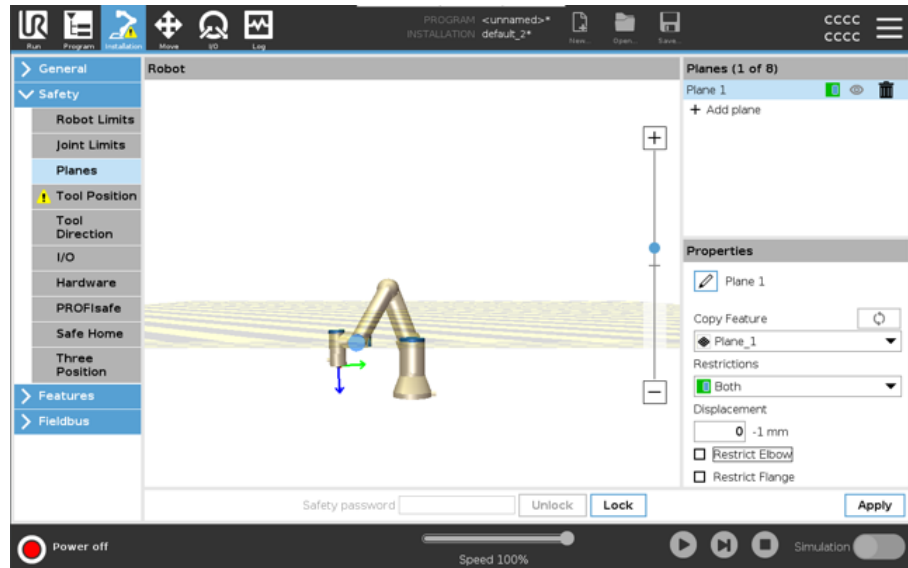 PROGRAM <unnamed>*
INSTALLATION default_2*
cccc
cccc
Run Program Installation Move I/O Log New... Open... Save...
General
Safety
Robot Limits
Joint Limits
Planes
Tool Position
Tool
Direction
I/O
Hardware
PROFIsafe
Safe Home
Three
Position
Features
Fieldbus
Robot
Planes (1 of 8)
Plane 1
+ Add plane
Properties
Plane 1
Copy Feature
Plane_1
Restrictions
Both
Displacement
0 -1 mm
Restrict Elbow
Restrict Flange
Safety password Unlock Lock Apply
Power off
Speed 100%
Simulation